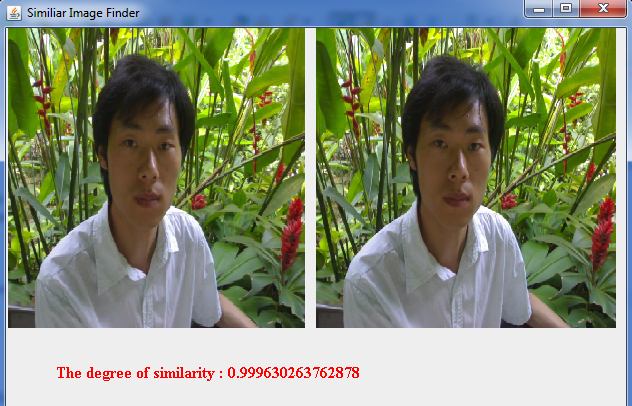 Similiar Image Finder
The degree of similarity : 0.999630263762878